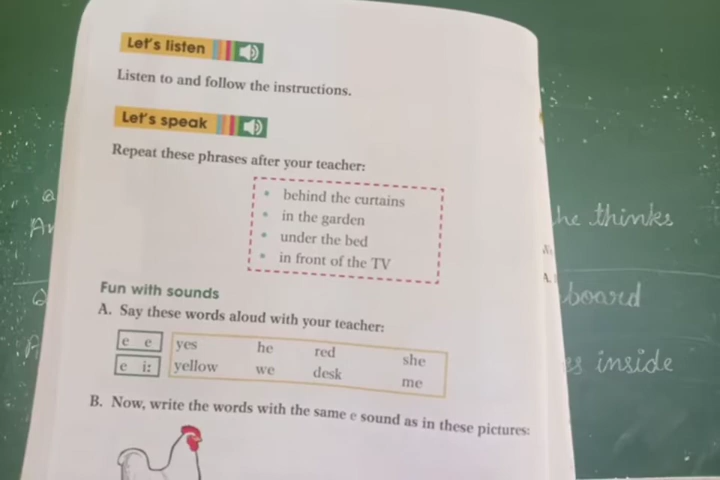 Let's listen
Listen to and follow the instructions.
Let's speak
Repeat these phrases after your teacher:
• behind the curtains
• in the garden
• under the bed
• in front of the TV
Fun with sounds
A. Say these words aloud with your teacher:
e e yes he red she
e i: yellow we desk me
B. Now, write the words with the same e sound as in these pictures:
he thinks
board
inside